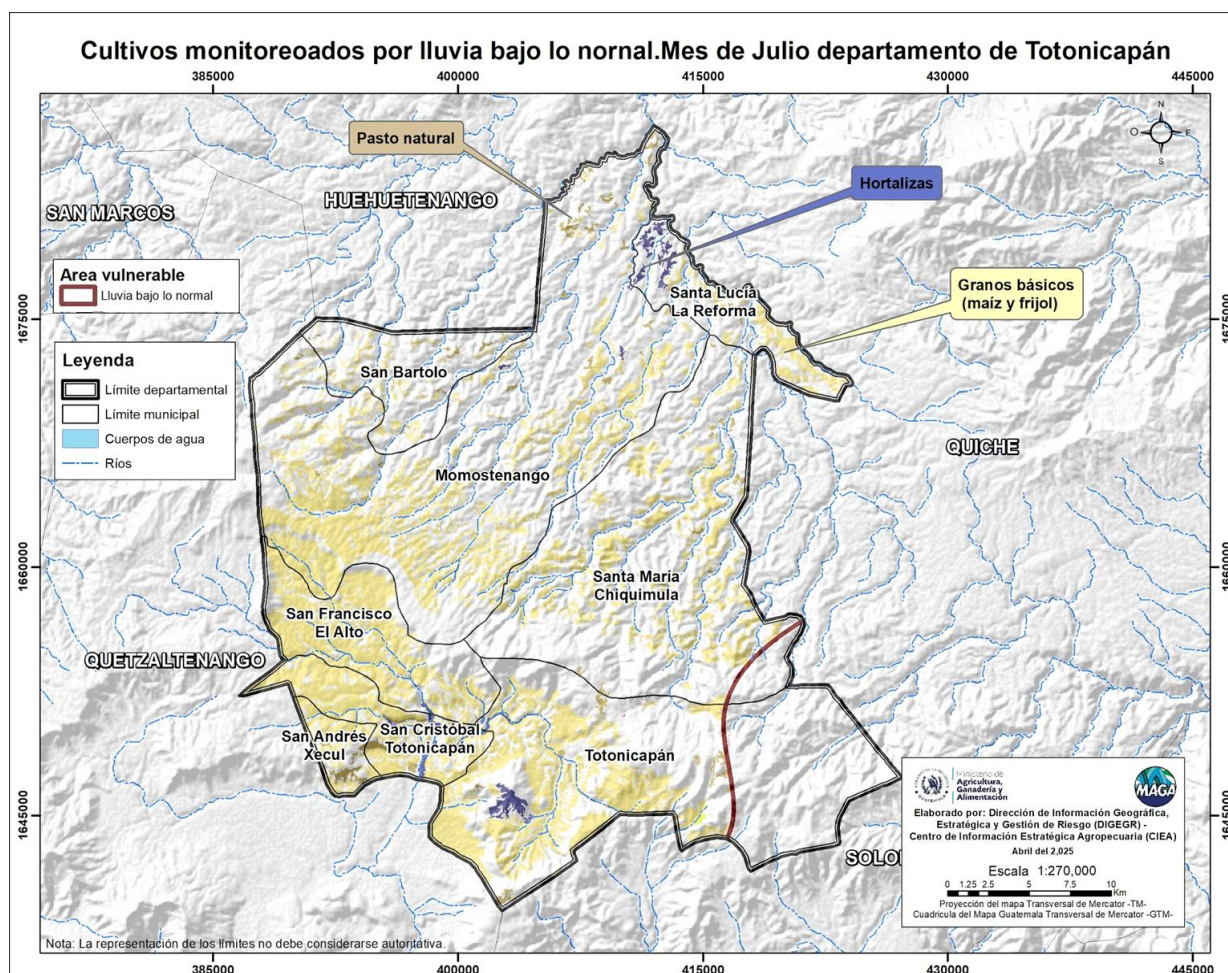 Cultivos monitoreoados por lluvia bajo lo nornal.Mes de Julio departamento de Totonicapán
385000
400000
415000
430000
445000
Pasto natural
N
O
E
S
Hortalizas
HUEHUETENANGO
SAN MARCOS
Area vulnerable
Lluvia bajo lo normal
Granos básicos
(maíz y frijol)
Santa Lucía
La Reforma
1675000
1675000
Leyenda
Límite departamental
Límite municipal
Cuerpos de agua
Ríos
San Bartolo
QUICHE
Momostenango
1660000
1660000
Santa María
Chiquimula
San Francisco
El Alto
QUETZALTENANGO
San Andrés
Xecul
San Cristóbal
Totonicapán
Totonicapán
1645000
1645000
SOLO
Ministerio de
Agricultura,
Ganadería y
Alimentación
GUATEMALA
MAGA
Elaborado por: Dirección de Información Geográfica,
Estratégica y Gestión de Riesgo (DIGEGR) -
Centro de Información Estratégica Agropecuaria (CIEA)
Abril del 2,025
Escala 1:270,000
0 1.25 2.5 5 7.5 10
Km
Proyección del mapa Transversal de Mercator -TM-
Cuadrícula del Mapa Guatemala Transversal de Mercator -GTM-
Nota: La representación de los límites no debe considerarse autoritativa.
385000
400000
415000
430000
445000